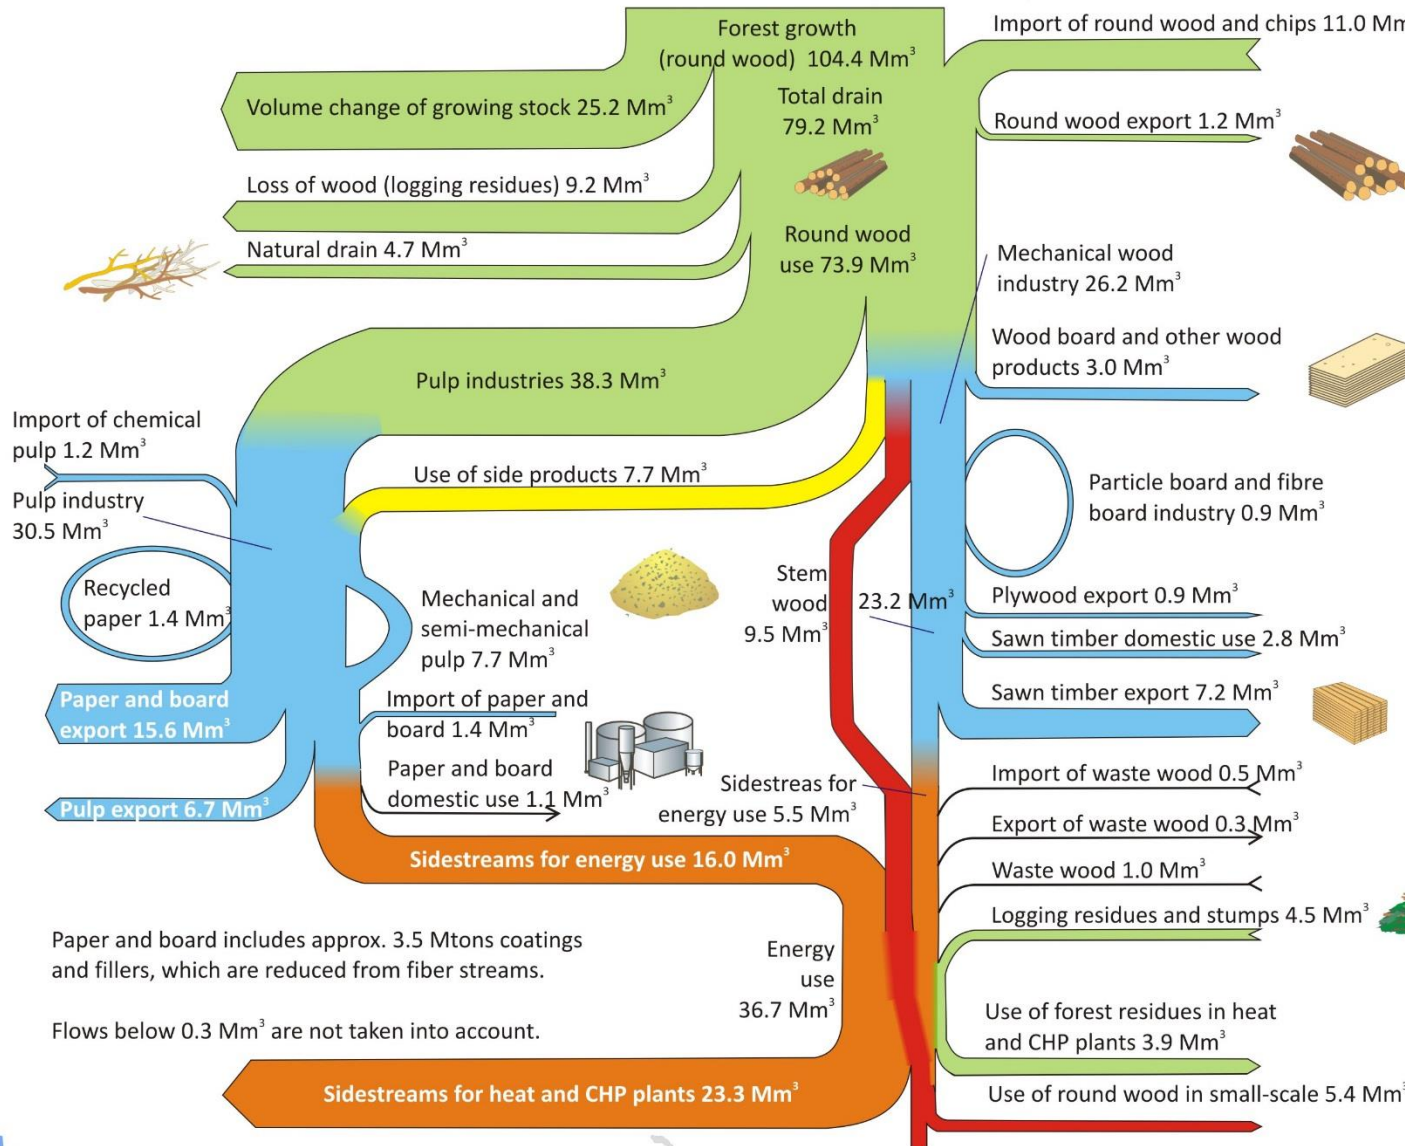 Forest growth
(round wood) 104.4 Mm³
Import of round wood and chips 11.0 Mm
Volume change of growing stock 25.2 Mm³
Total drain
79.2 Mm³
Round wood export 1.2 Mm³
Loss of wood (logging residues) 9.2 Mm³
Natural drain 4.7 Mm³
Round wood
use 73.9 Mm³
Mechanical wood
industry 26.2 Mm³
Wood board and other wood
products 3.0 Mm³
Pulp industries 38.3 Mm³
Import of chemical
pulp 1.2 Mm³
Use of side products 7.7 Mm³
Pulp industry
30.5 Mm³
Particle board and fibre
board industry 0.9 Mm³
Recycled
paper 1.4 Mm³
Mechanical and
semi-mechanical
pulp 7.7 Mm³
Stem
wood
9.5 Mm³
23.2 Mm³
Plywood export 0.9 Mm³
Sawn timber domestic use 2.8 Mm³
Sawn timber export 7.2 Mm³
Paper and board
export 15.6 Mm³
Import of paper and
board 1.4 Mm³
Paper and board
domestic use 1.1 Mm³
Pulp export 6.7 Mm³
Sidestreas for
energy use 5.5 Mm³
Import of waste wood 0.5 Mm³
Export of waste wood 0.3 Mm³
Waste wood 1.0 Mm³
Logging residues and stumps 4.5 Mm³
Sidestreams for energy use 16.0 Mm³
Paper and board includes approx. 3.5 Mtons coatings
and fillers, which are reduced from fiber streams.
Flows below 0.3 Mm³ are not taken into account.
Energy
use
36.7 Mm³
Use of forest residues in heat
and CHP plants 3.9 Mm³
Sidestreams for heat and CHP plants 23.3 Mm³
Use of round wood in small-scale 5.4 Mm³